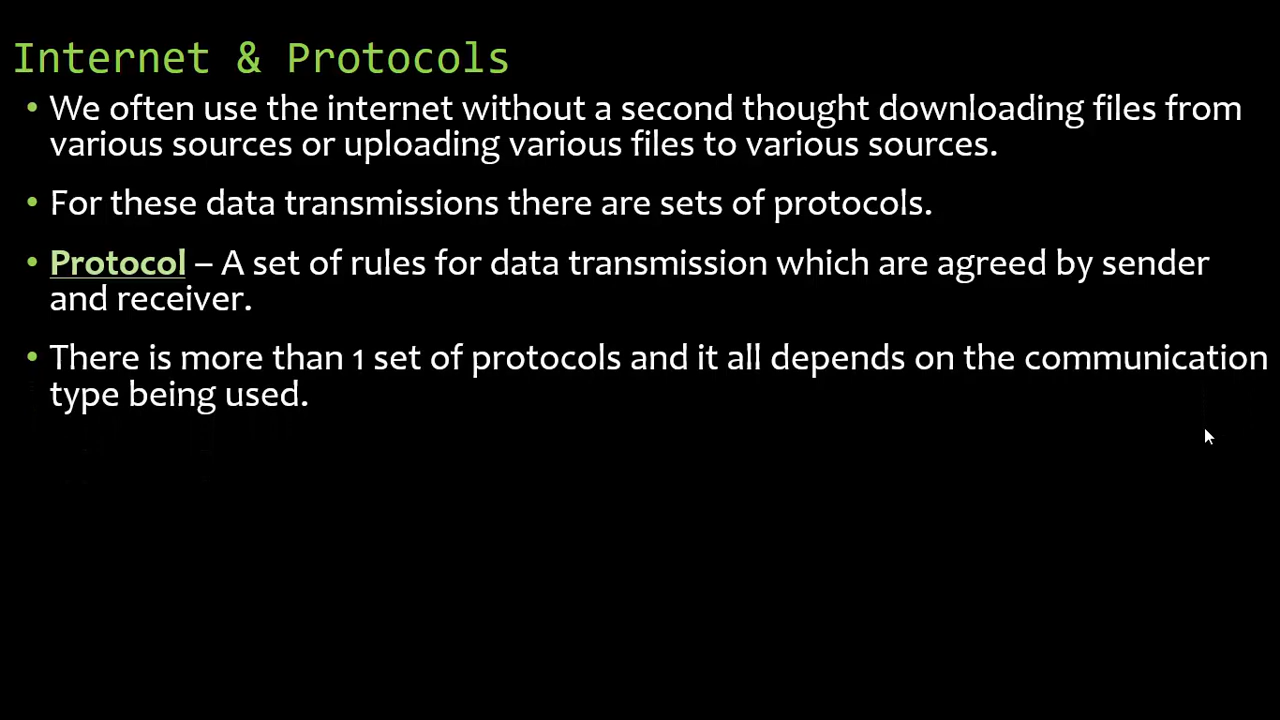 Internet & Protocols
• We often use the internet without a second thought downloading files from
various sources or uploading various files to various sources.
• For these data transmissions there are sets of protocols.
• Protocol – A set of rules for data transmission which are agreed by sender
and receiver.
• There is more than 1 set of protocols and it all depends on the communication
type being used.